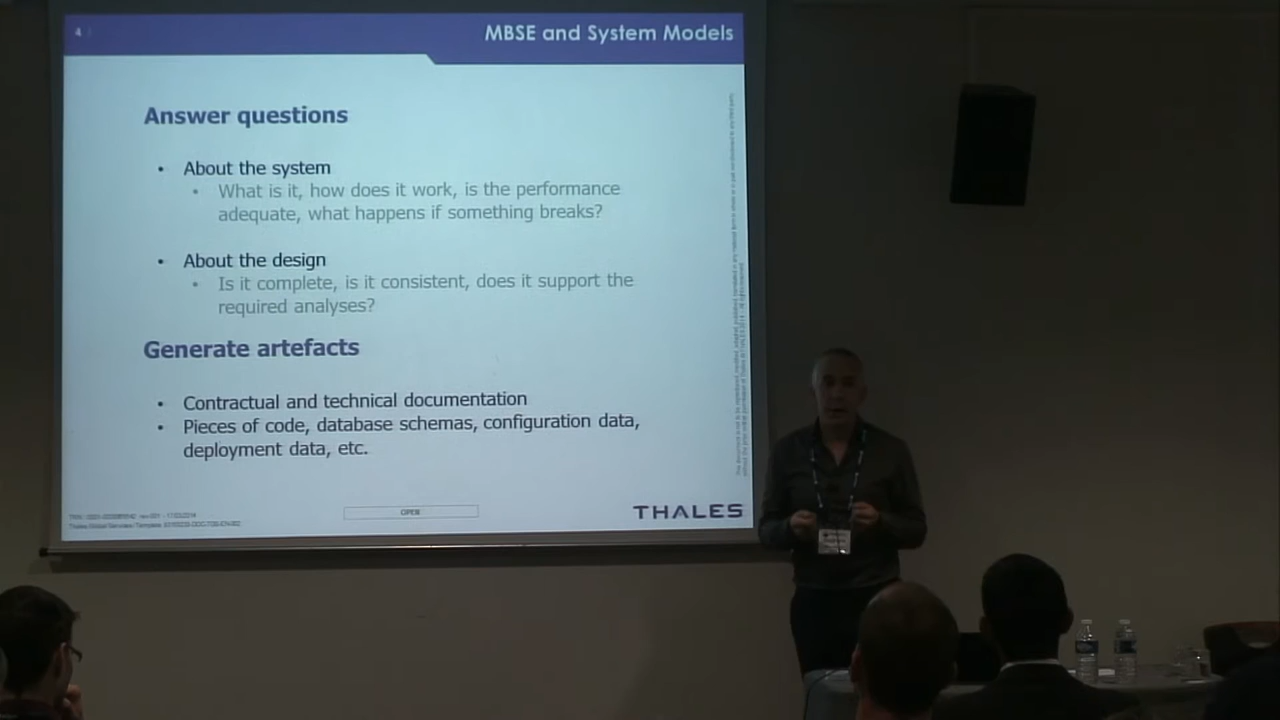 4
MBSE and System Models
Answer questions
• About the system
• What is it, how does it work, is the performance
adequate, what happens if something breaks?
• About the design
• Is it complete, is it consistent, does it support the
required analyses?
Generate artefacts
• Contractual and technical documentation
• Pieces of code, database schemas, configuration data,
deployment data, etc.
OPEN
THALES